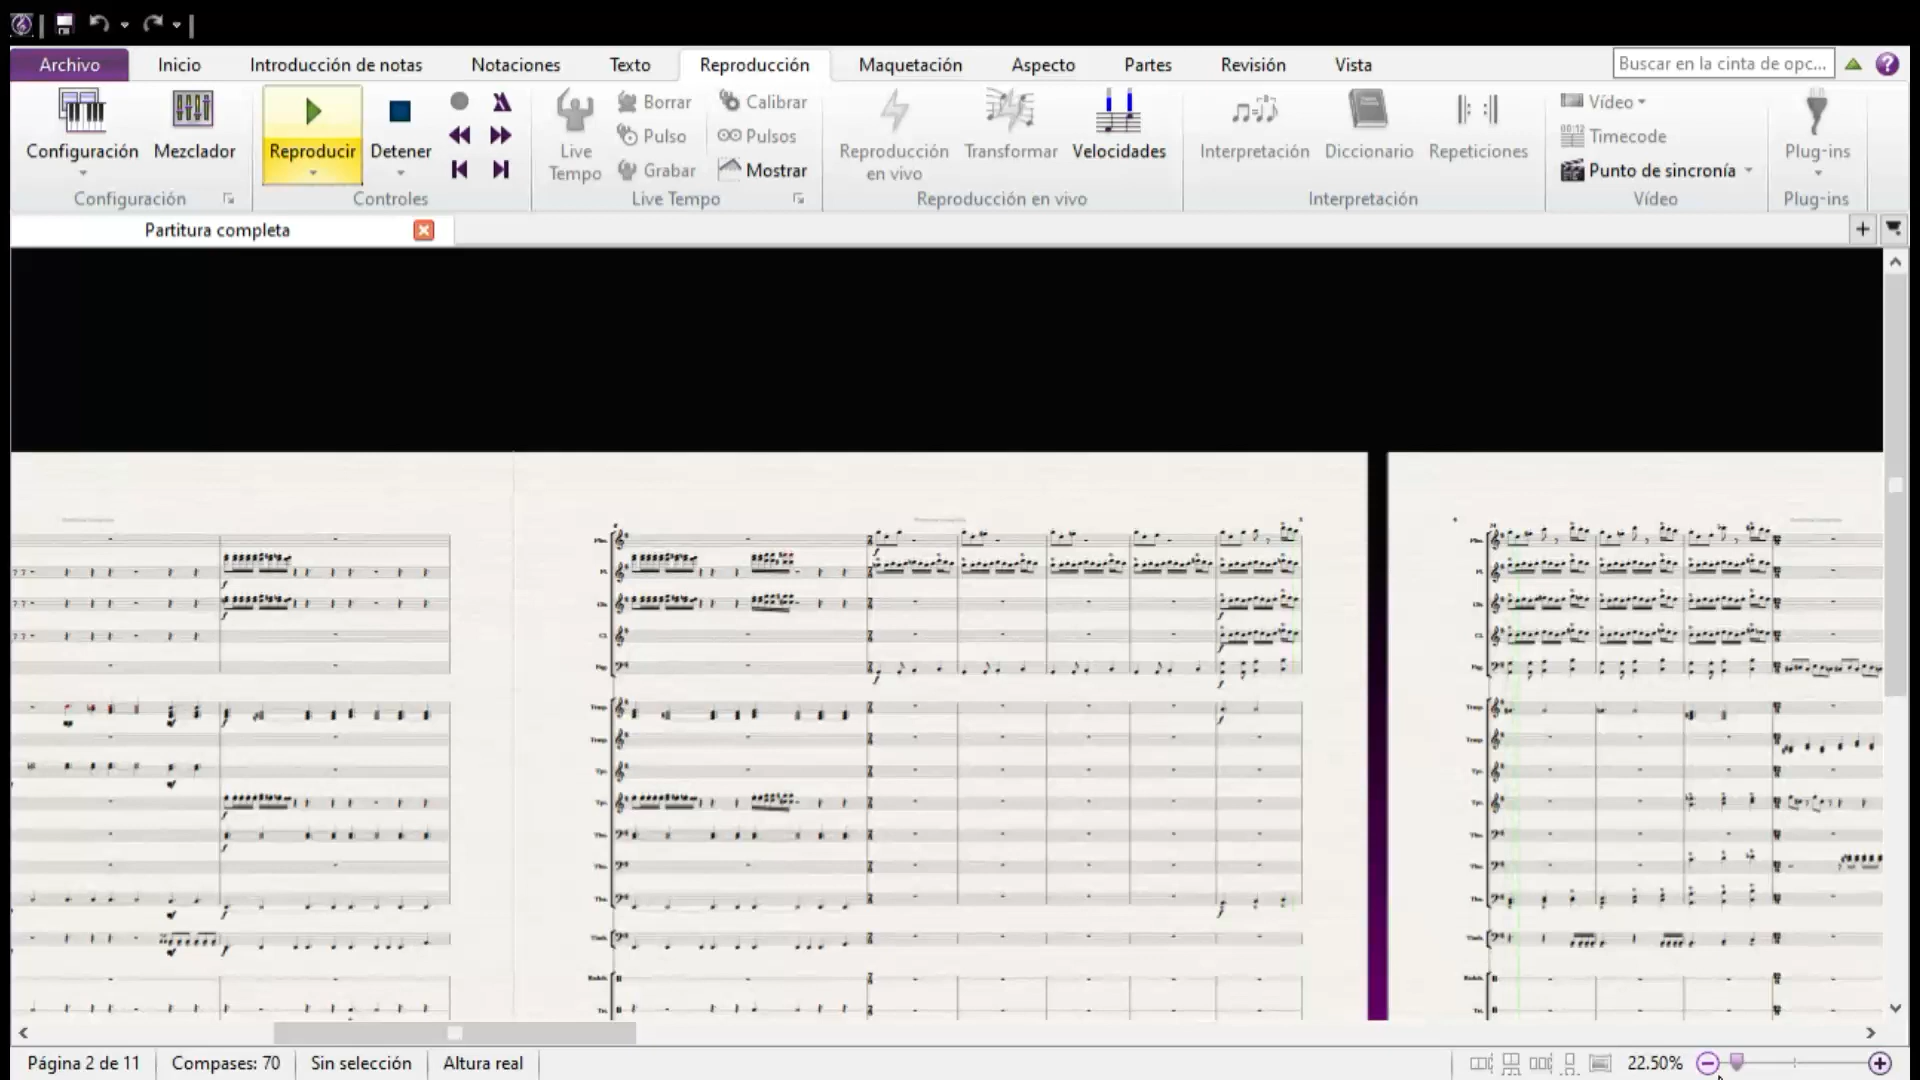 Archivo Inicio Introducción de notas Notaciones Texto Reproducción Maquetación Aspecto Partes Revisión Vista Buscar en la cinta de opc...
Configuración Mezclador Reproducir Detener
Live Tempo Borrar Pulso Grabar Calibrar Pulsos Mostrar
Reproducción en vivo Transformar Velocidades
Interpretación Diccionario Repeticiones
Vídeo
00:12 Timecode
Punto de sincronía
Plug-ins
Configuración Controles Live Tempo Reproducción en vivo Interpretación Vídeo Plug-ins
Partitura completa
Página 2 de 11 Compases: 70 Sin selección Altura real 22.50%